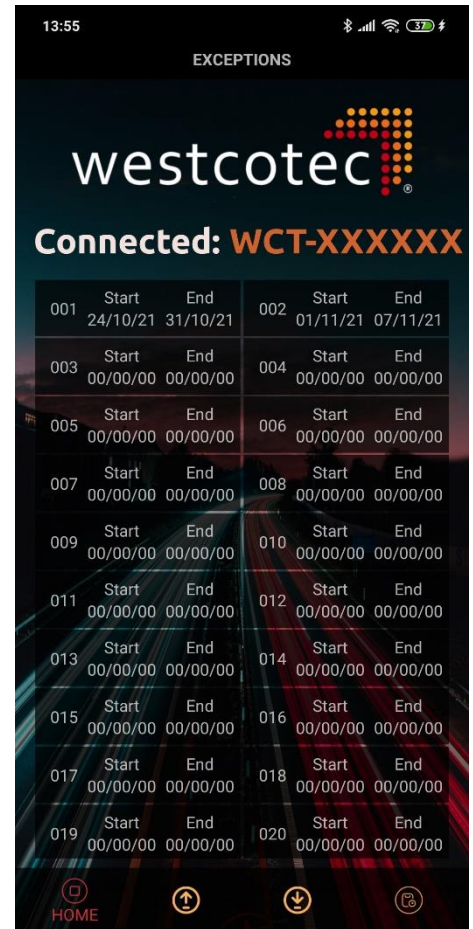 13:55 37
EXCEPTIONS
westcotec®
Connected: WCT-XXXXXX
001 Start End 002 Start End
24/10/21 31/10/21 01/11/21 07/11/21
003 Start End 004 Start End
00/00/00 00/00/00 00/00/00 00/00/00
005 Start End 006 Start End
00/00/00 00/00/00 00/00/00 00/00/00
007 Start End 008 Start End
00/00/00 00/00/00 00/00/00 00/00/00
009 Start End 010 Start End
00/00/00 00/00/00 00/00/00 00/00/00
011 Start End 012 Start End
00/00/00 00/00/00 00/00/00 00/00/00
013 Start End 014 Start End
00/00/00 00/00/00 00/00/00 00/00/00
015 Start End 016 Start End
00/00/00 00/00/00 00/00/00 00/00/00
017 Start End 018 Start End
00/00/00 00/00/00 00/00/00 00/00/00
019 Start End 020 Start End
00/00/00 00/00/00 00/00/00 00/00/00
HOME